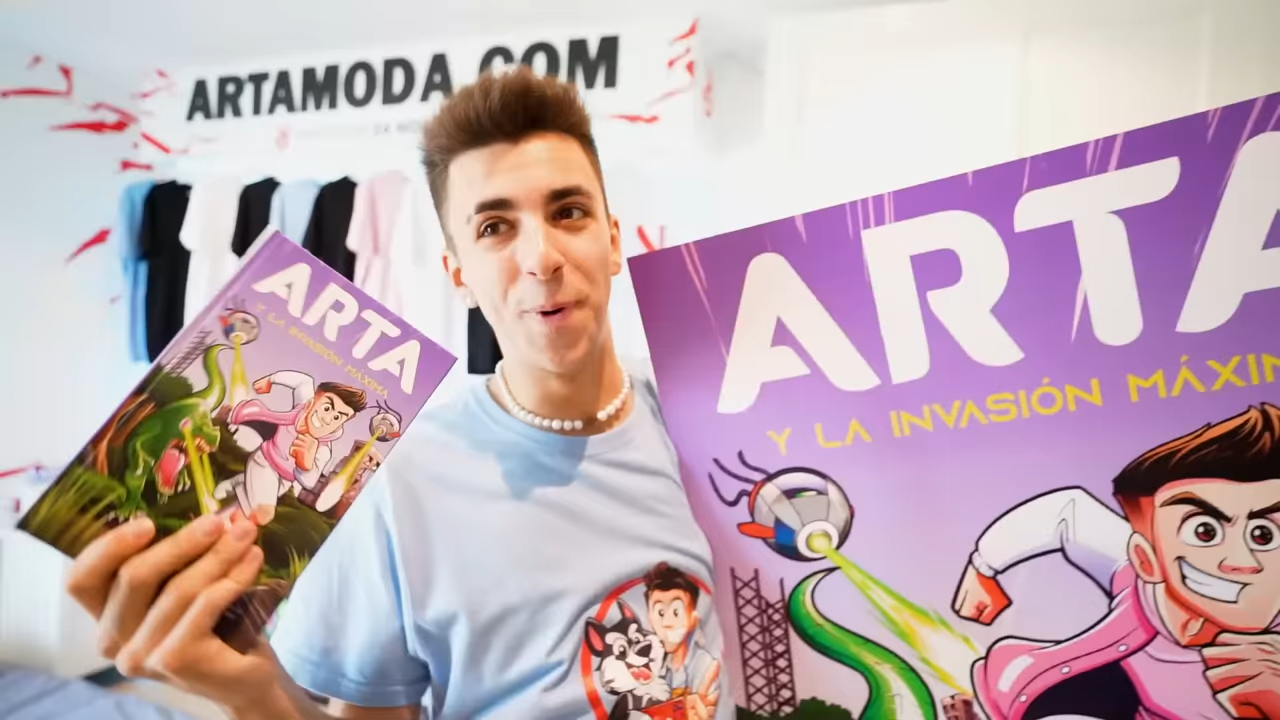 ARTAMODA.COM
ARTA
Y LA INVASIÓN MÁXIMA
ARTA
Y LA INVASIÓN MÁXIM